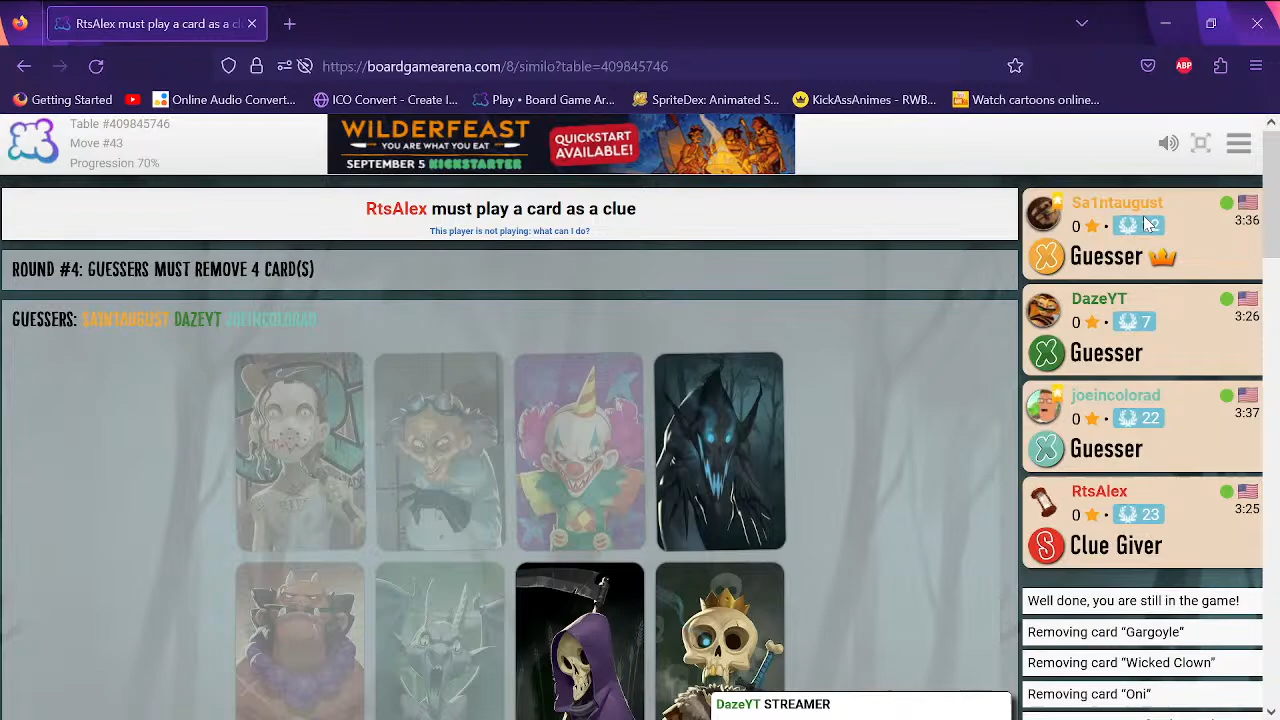 RtsAlex must play a card as a cl
https://boardgamearena.com/8/similo?table=409845746
Getting Started
Online Audio Convert...
ICO Convert - Create I...
Play • Board Game Ar...
SpriteDex: Animated S...
KickAssAnimes - RWB...
Watch cartoons online...
ABP
Table #409845746
Move #43
Progression 70%
WILDERFEAST
YOU ARE WHAT YOU EAT
SEPTEMBER 5 KICKSTARTER
QUICKSTART
AVAILABLE!
RtsAlex must play a card as a clue
This player is not playing: what can I do?
ROUND #4: GUESSERS MUST REMOVE 4 CARD(S)
GUESSERS: SA1NTAUGUST DAZEYT JOEINCOLORAD
Sa1ntaugust
3:36
0
Guesser
DazeYT
3:26
0 • 7
Guesser
joeincolorad
3:37
0 • 22
Guesser
RtsAlex
3:25
0 • 23
Clue Giver
Well done, you are still in the game!
Removing card “Gargoyle”
Removing card “Wicked Clown”
Removing card “Oni”
DazeYT STREAMER